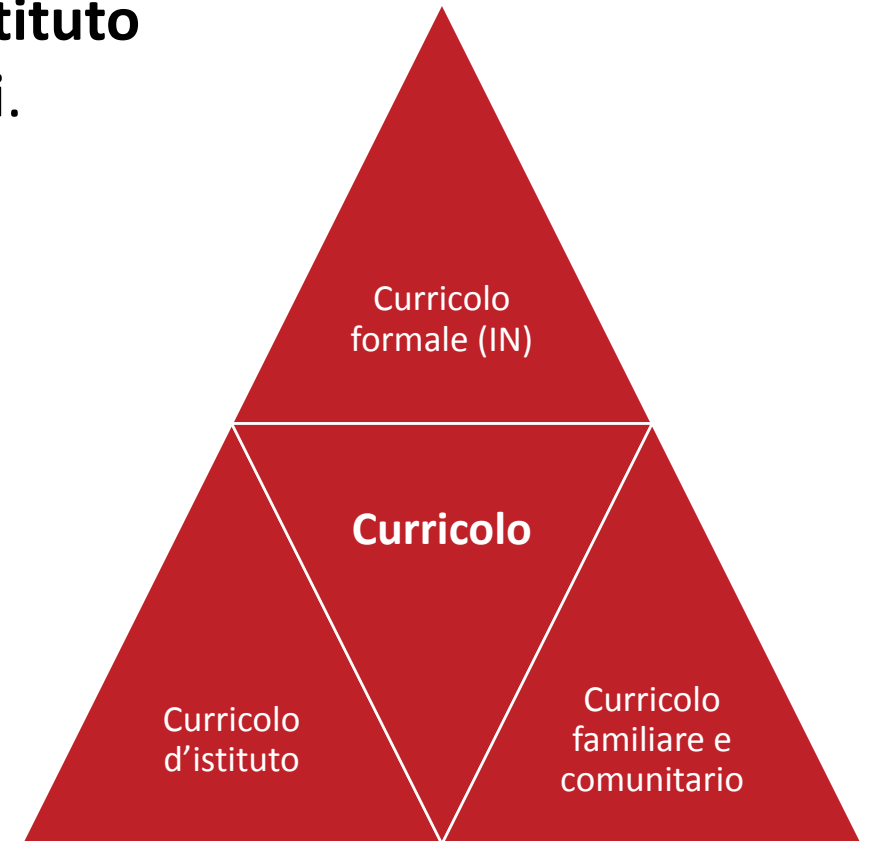 tituto
i.
Curricolo
formale (IN)
Curricolo
Curricolo
d’istituto
Curricolo
familiare e
comunitario